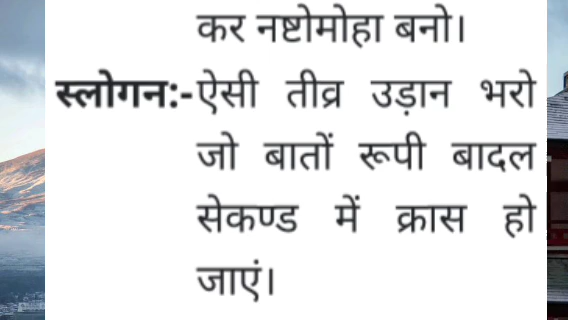 कर नष्टोमोहा बनो।
स्लोगन:-ऐसी तीव्र उड़ान भरो
जो बातों रूपी बादल
सेकण्ड में क्रास हो
जाएं।